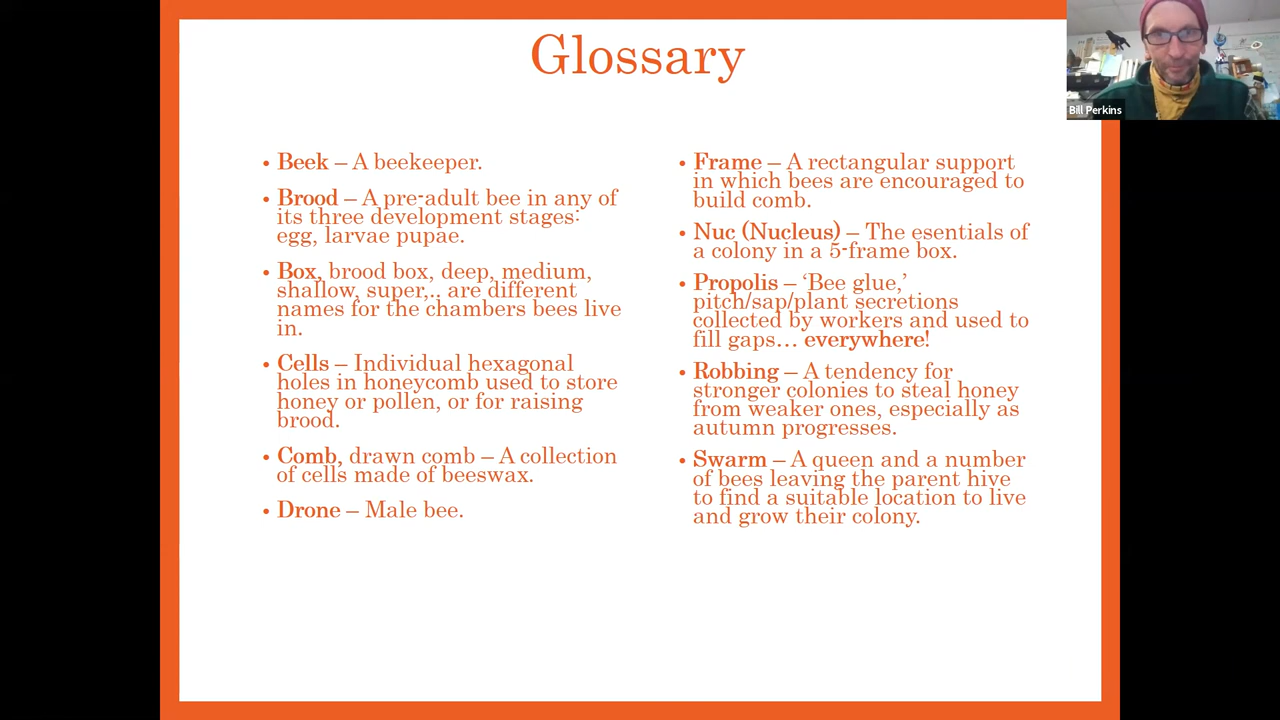 Glossary
• Beek – A beekeeper.
• Brood – A pre-adult bee in any of
its three development stages:
egg, larvae pupae.
• Box, brood box, deep, medium,
shallow, super,.. are different
names for the chambers bees live
in.
• Cells – Individual hexagonal
holes in honeycomb used to store
honey or pollen, or for raising
brood.
• Comb, drawn comb – A collection
of cells made of beeswax.
• Drone – Male bee.
• Frame – A rectangular support
in which bees are encouraged to
build comb.
• Nuc (Nucleus) – The esentials of
a colony in a 5-frame box.
• Propolis – ‘Bee glue,’
pitch/sap/plant secretions
collected by workers and used to
fill gaps… everywhere!
• Robbing – A tendency for
stronger colonies to steal honey
from weaker ones, especially as
autumn progresses.
• Swarm – A queen and a number
of bees leaving the parent hive
to find a suitable location to live
and grow their colony.
Bill Perkins